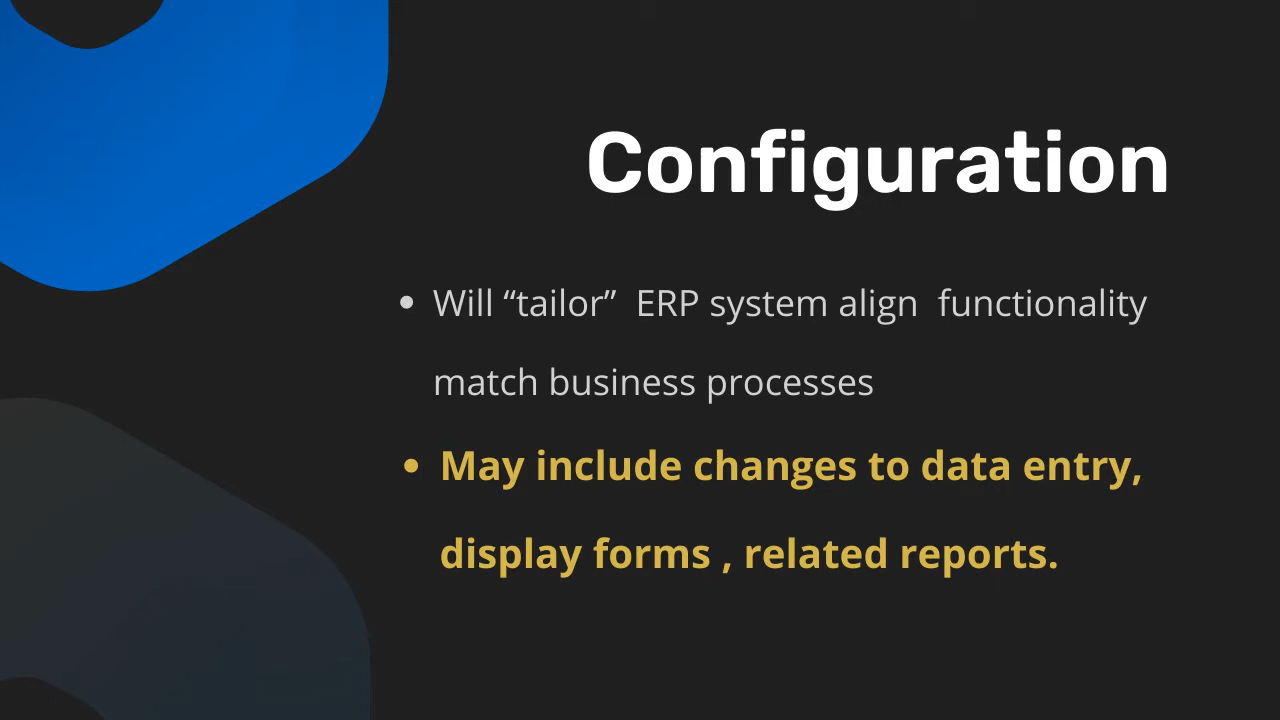 Configuration
• Will “tailor”  ERP system align  functionality
match business processes
• May include changes to data entry,
display forms , related reports.